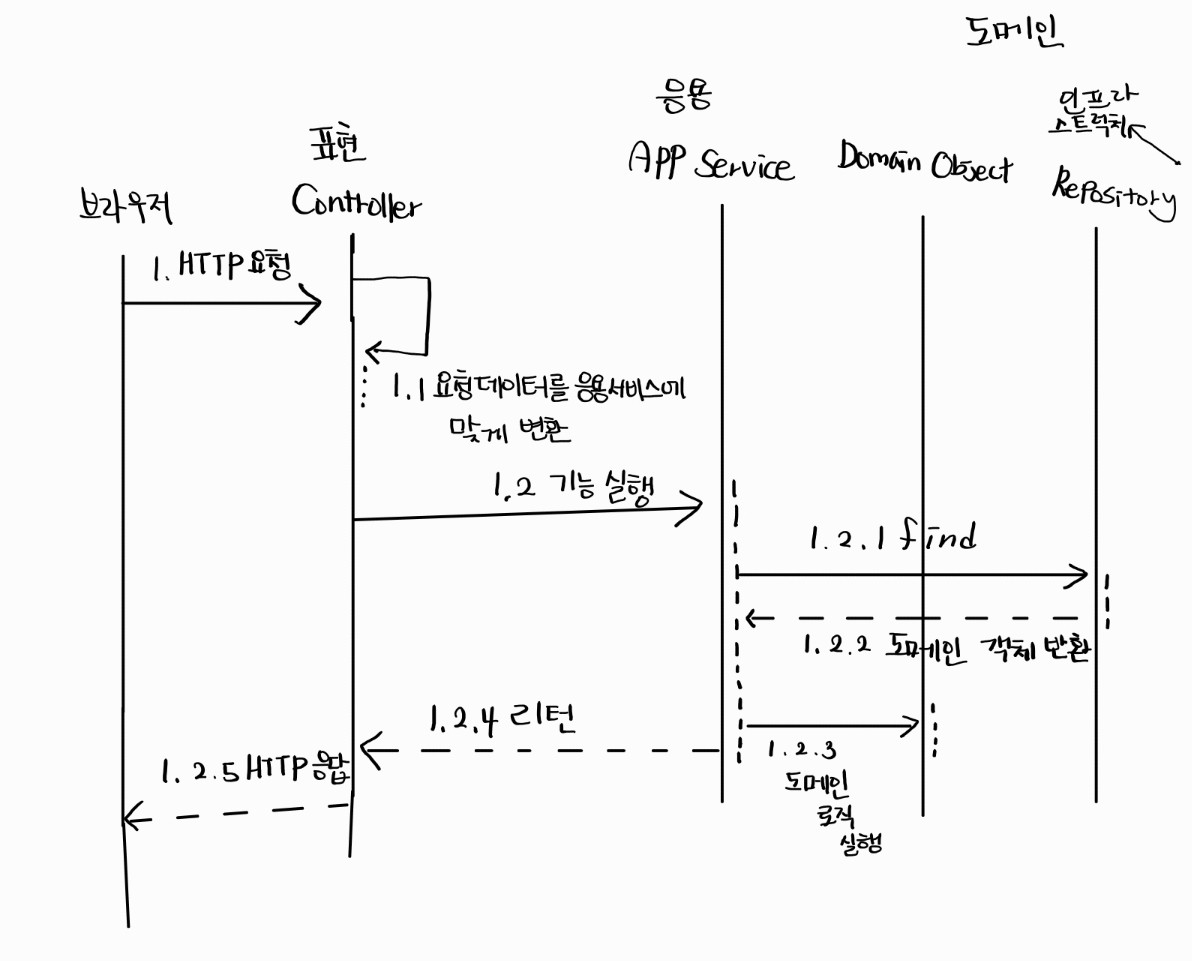 도메인
응용
인프라
스트럭처
표현
APP Service
Domain Object
Repository
브라우저
Controller
1. HTTP 요청
1.1 요청데이터를 응용서비스에
맞게 변환
1.2 기능 실행
1.2.1 find
1.2.2 도메인 객체 반환
1.2.4 리턴
1.2.3
도메인
로직
실행
1.2.5 HTTP 응답